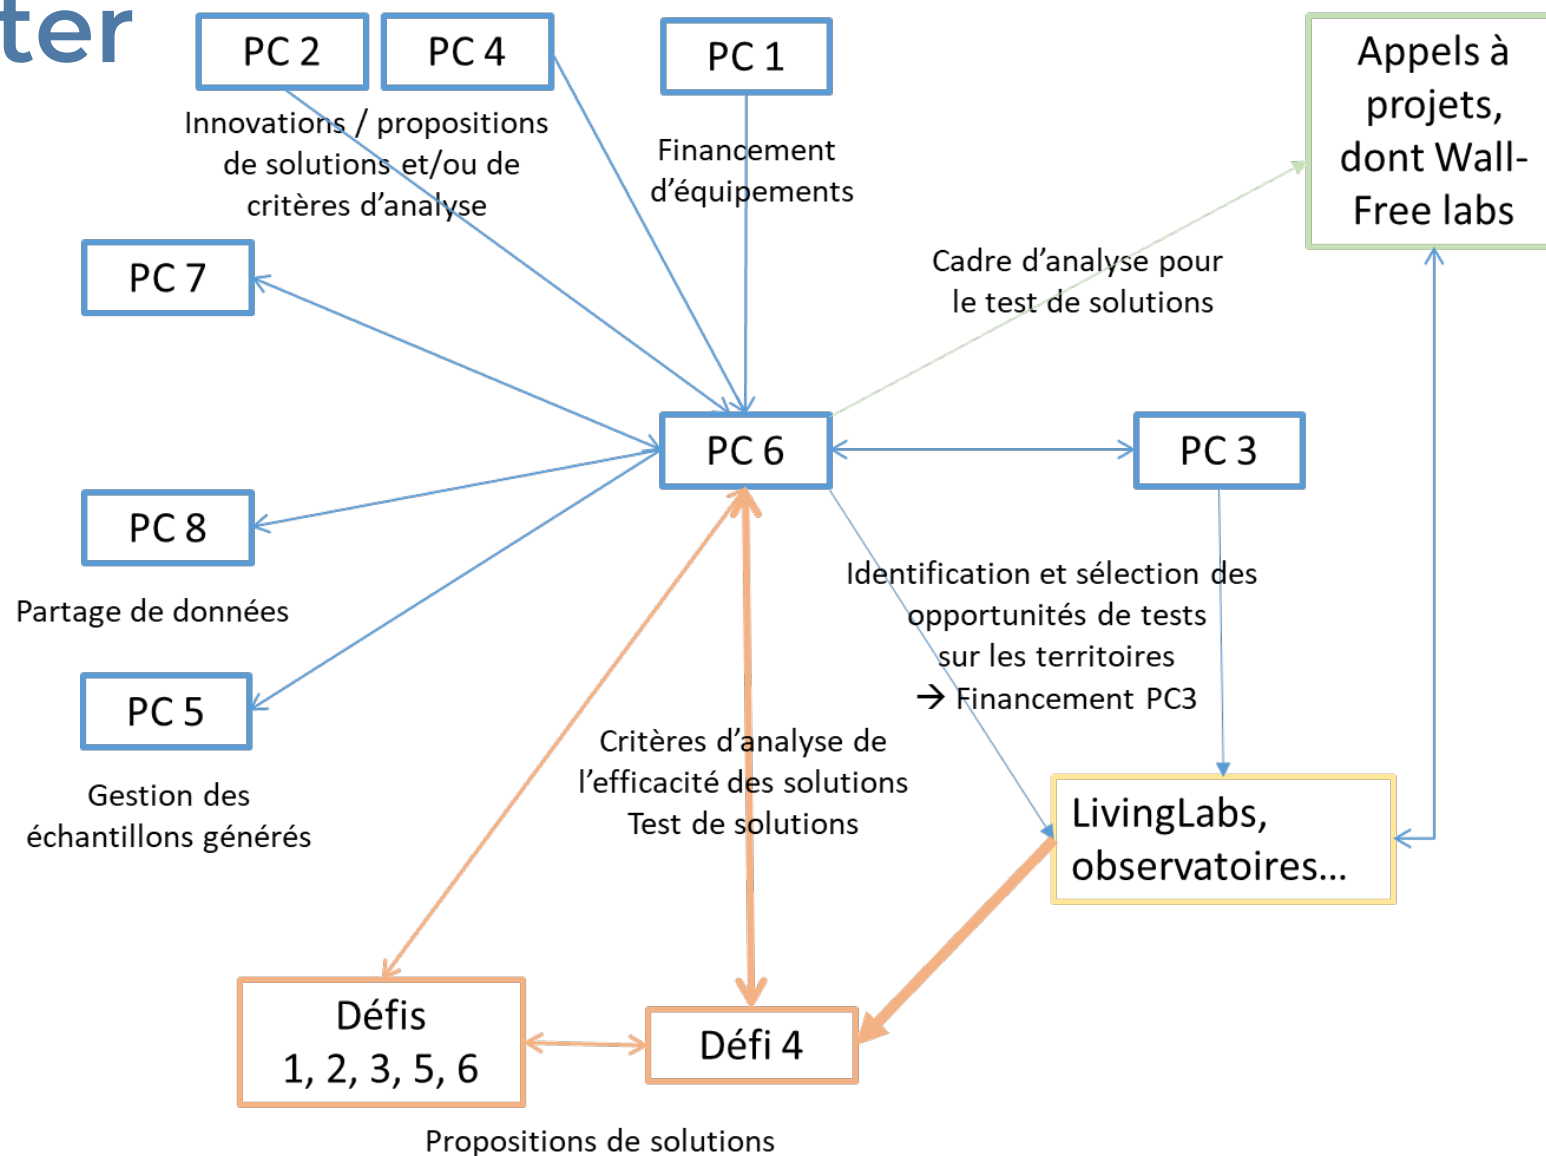 ter
PC 2
PC 4
PC 1
Appels à
projets,
dont Wall-
Free labs
Innovations / propositions
de solutions et/ou de
critères d’analyse
Financement
d’équipements
PC 7
Cadre d’analyse pour
le test de solutions
PC 6
PC 3
PC 8
Partage de données
Identification et sélection des
opportunités de tests
sur les territoires
→ Financement PC3
PC 5
Gestion des
échantillons générés
Critères d’analyse de
l’efficacité des solutions
Test de solutions
LivingLabs,
observatoires…
Défis
1, 2, 3, 5, 6
Défi 4
Propositions de solutions